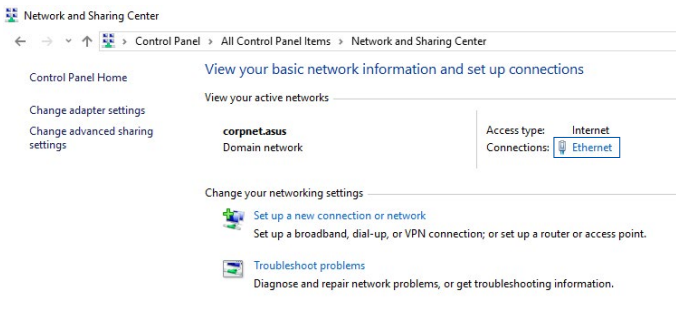 Network and Sharing Center
Control Panel > All Control Panel Items > Network and Sharing Center
Control Panel Home
Change adapter settings
Change advanced sharing
settings
View your basic network information and set up connections
View your active networks
corpnet.asus
Domain network
Access type: Internet
Connections: Ethernet
Change your networking settings
Set up a new connection or network
Set up a broadband, dial-up, or VPN connection; or set up a router or access point.
Troubleshoot problems
Diagnose and repair network problems, or get troubleshooting information.